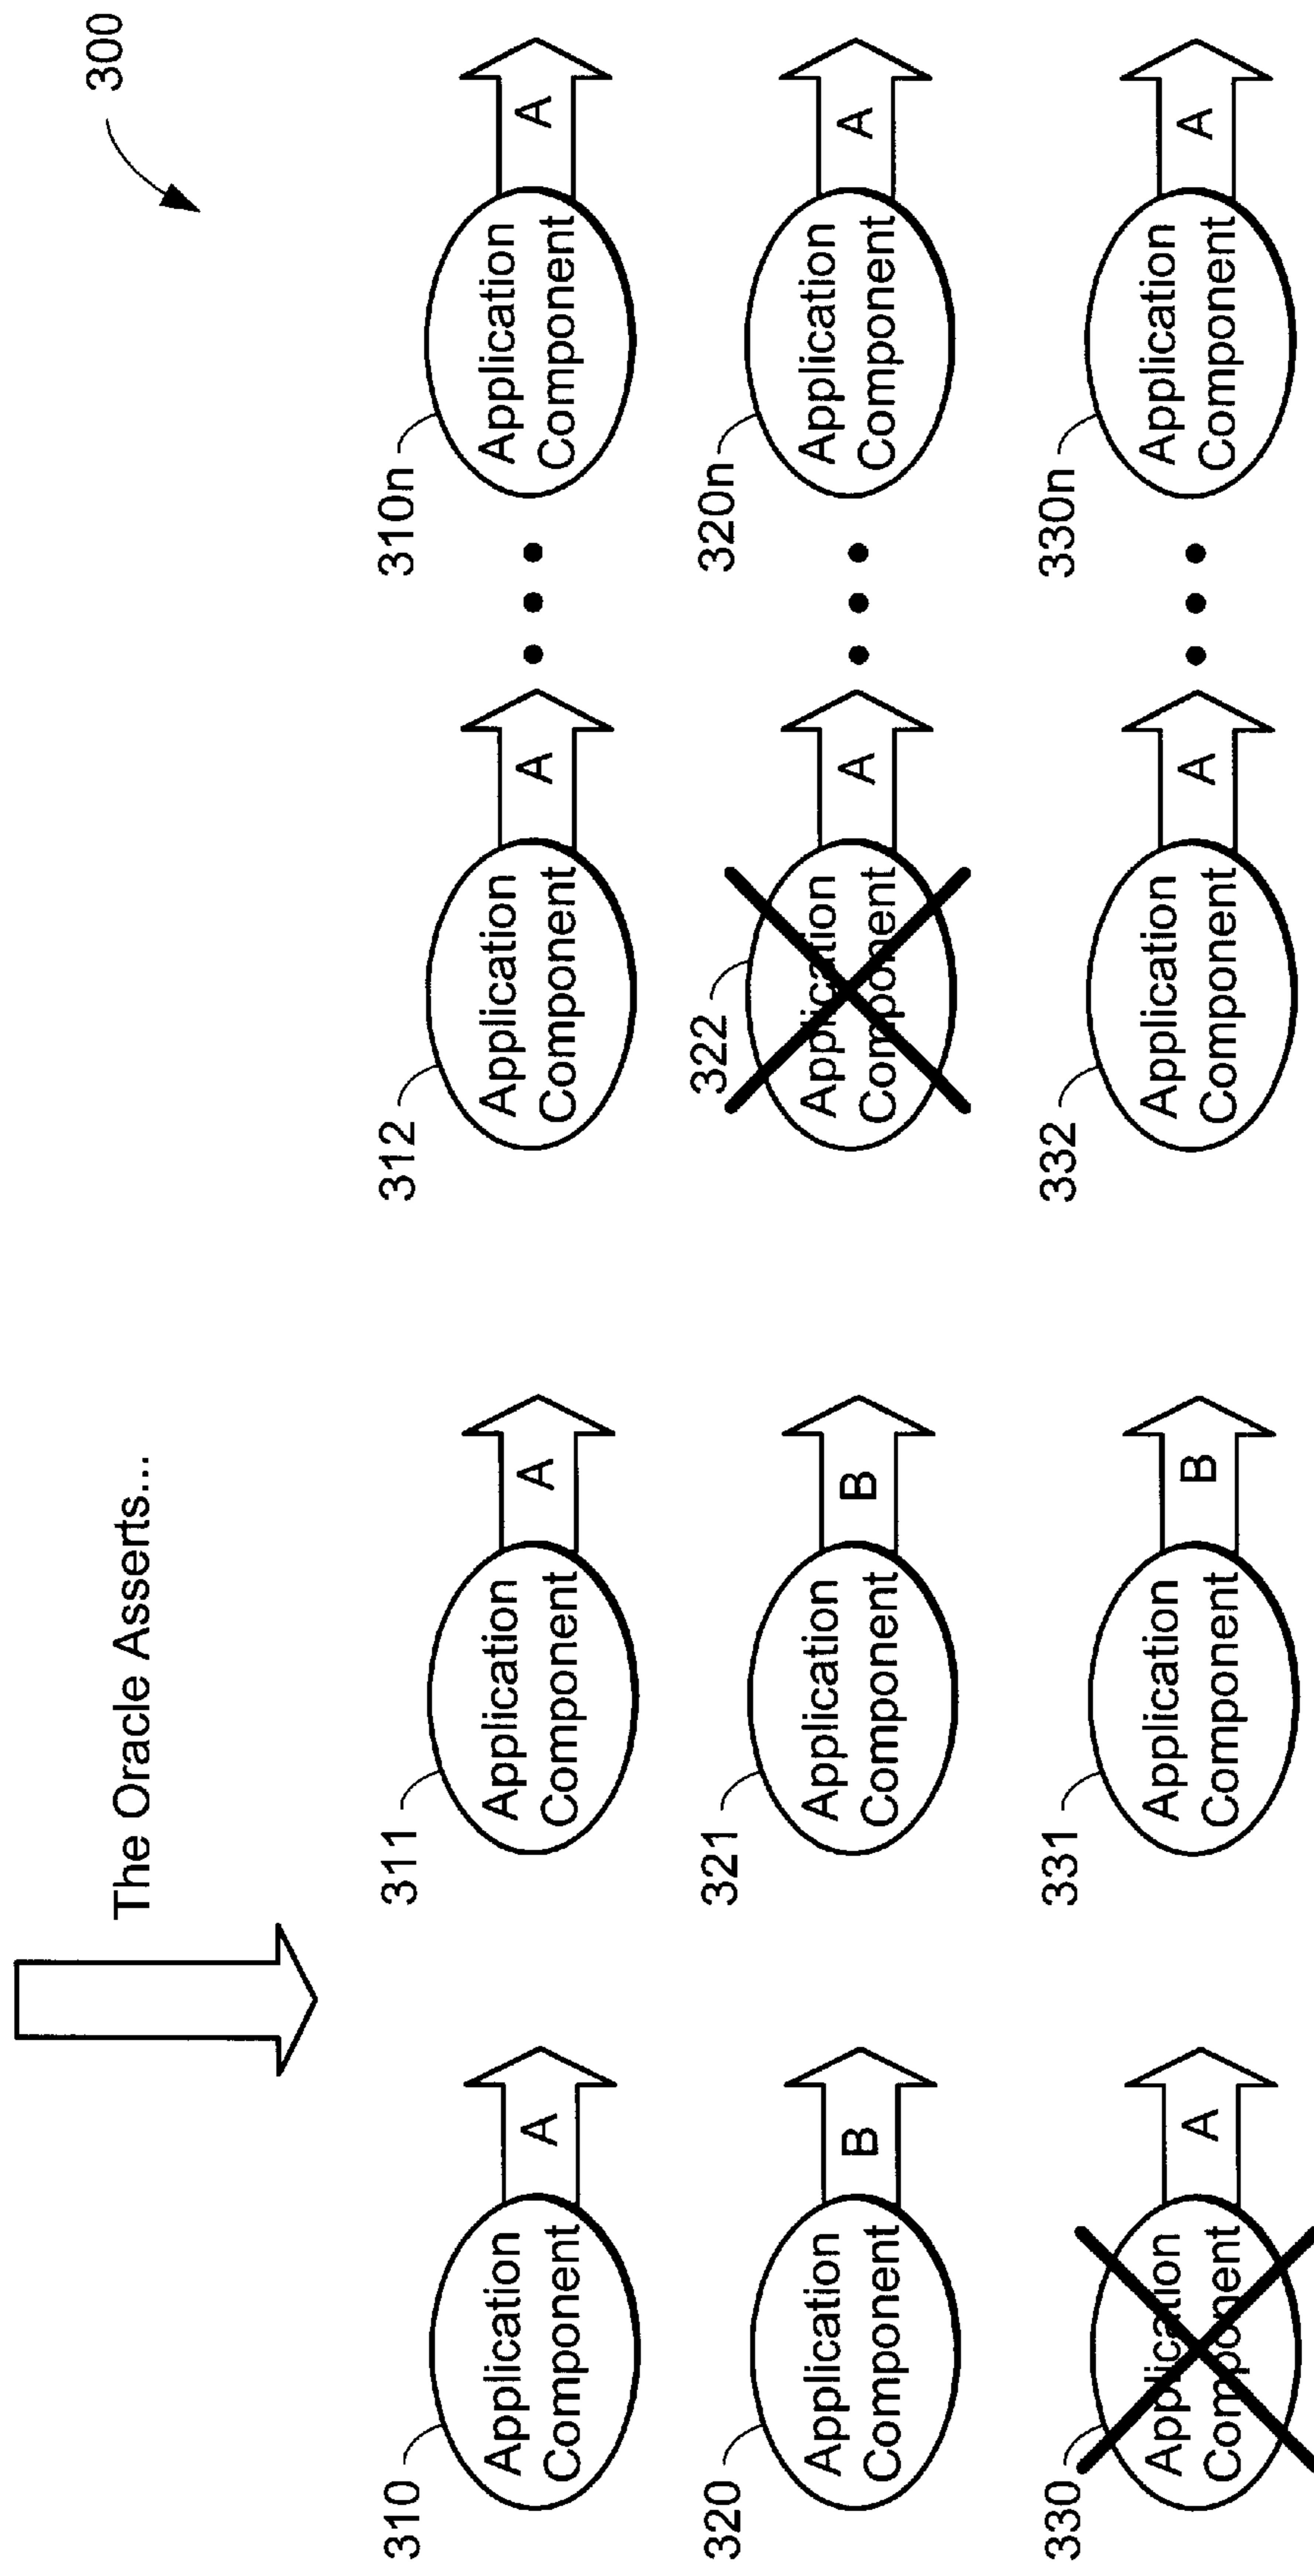 300
The Oracle Asserts...
310
Application
Component
A
311
Application
Component
A
312
Application
Component
A
310n
Application
Component
A
320
Application
Component
B
321
Application
Component
B
322
Application
Component
A
320n
Application
Component
A
330
Application
Component
A
331
Application
Component
B
332
Application
Component
A
330n
Application
Component
A